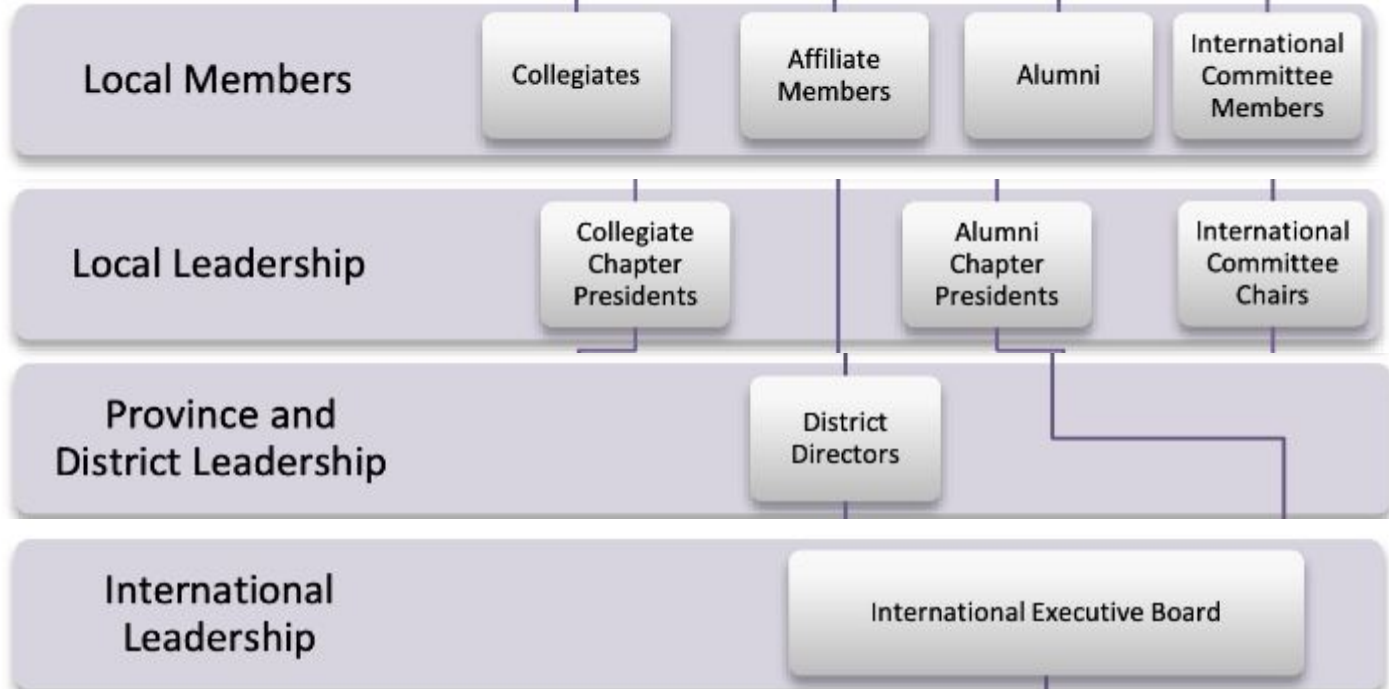 Local Members
Collegiates
Affiliate
Members
Alumni
International
Committee
Members
Local Leadership
Collegiate
Chapter
Presidents
Alumni
Chapter
Presidents
International
Committee
Chairs
Province and
District Leadership
District
Directors
International
Leadership
International Executive Board